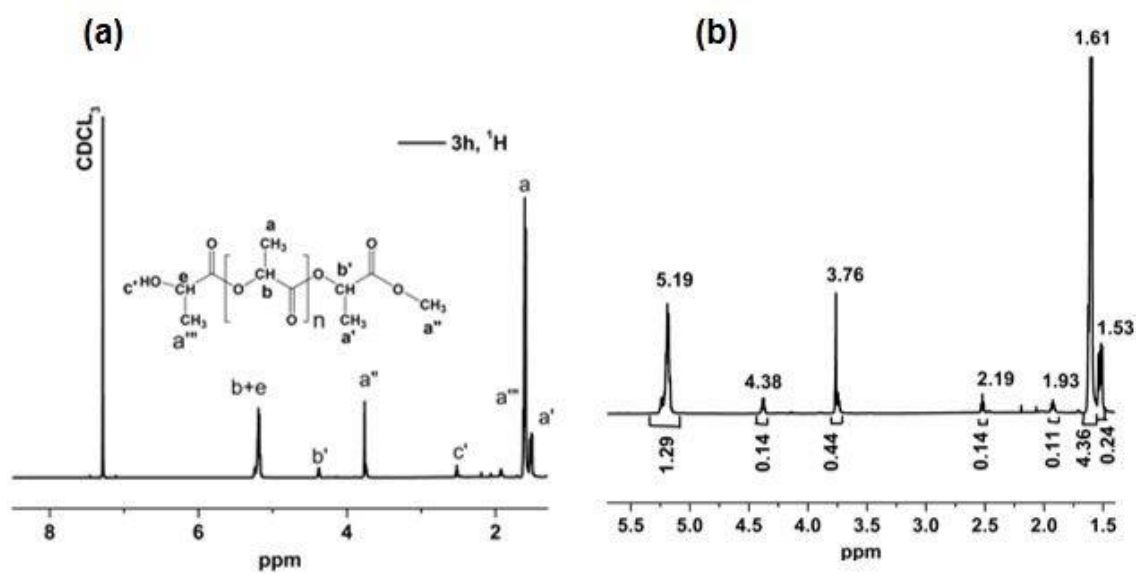 (a)
CDCL3
3h, 1H
a
a
CH3
O
O
c'
HO
e
CH
O
CH
b
O
b'
CH
O
CH3
a'''
O
n
CH3
a'
CH3
a''
b+e
b'
a''
c'
a'''
a'
8
6
4
2
ppm
(b)
1.61
5.19
4.38
3.76
2.19
1.93
1.53
1.29
0.14
0.44
0.14
0.11
4.36
0.24
5.5
5.0
4.5
4.0
3.5
3.0
2.5
2.0
1.5
ppm